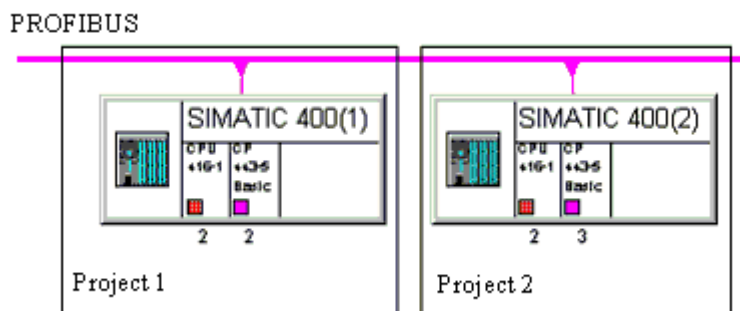 PROFIBUS
SIMATIC 400(1)
CPU 416-1
CP 443-5 Basic
2 2
Project 1
SIMATIC 400(2)
CPU 416-1
CP 443-5 Basic
2 3
Project 2